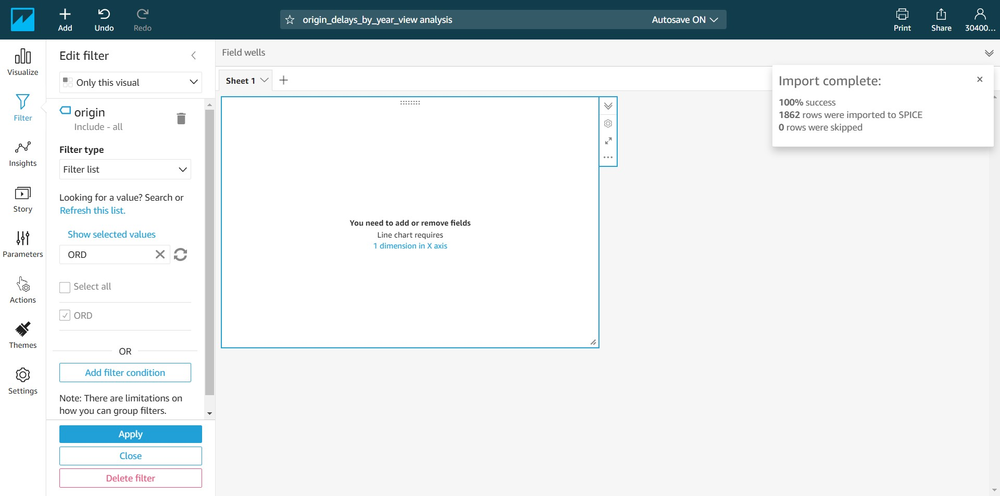 Add
Undo
Redo
origin_delays_by_year_view analysis
Autosave ON
Print
Share
30400...
Visualize
Filter
Insights
Story
Parameters
Actions
Themes
Settings
Edit filter
Only this visual
origin
Include - all
Filter type
Filter list
Looking for a value? Search or
Refresh this list.
Show selected values
ORD
Select all
ORD
OR
Add filter condition
Note: There are limitations on
how you can group filters.
Apply
Close
Delete filter
Field wells
Sheet 1
You need to add or remove fields
Line chart requires
1 dimension in X axis
Import complete:
100% success
1862 rows were imported to SPICE
0 rows were skipped